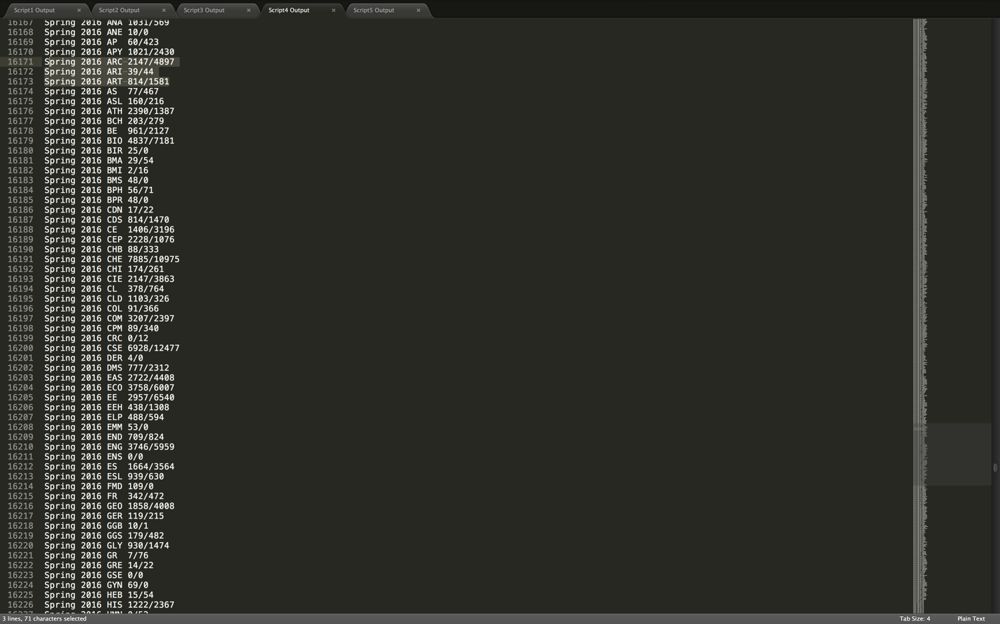 Script1 Output × Script2 Output × Script3 Output × Script4 Output × Script5 Output ×
16167 Spring 2016 ANA 1031/569
16168 Spring 2016 ANE 10/0
16169 Spring 2016 AP 60/423
16170 Spring 2016 APY 1021/2430
16171 Spring 2016 ARC 2147/4897
16172 Spring 2016 ARI 39/44
16173 Spring 2016 ART 814/1581
16174 Spring 2016 AS 77/467
16175 Spring 2016 ASL 160/216
16176 Spring 2016 ATH 2390/1387
16177 Spring 2016 BCH 203/279
16178 Spring 2016 BE 961/2127
16179 Spring 2016 BIO 4837/7181
16180 Spring 2016 BIR 25/0
16181 Spring 2016 BMA 29/54
16182 Spring 2016 BMI 2/16
16183 Spring 2016 BMS 48/0
16184 Spring 2016 BPH 56/71
16185 Spring 2016 BPR 48/0
16186 Spring 2016 CDN 17/22
16187 Spring 2016 CDS 814/1470
16188 Spring 2016 CE 1406/3196
16189 Spring 2016 CEP 2228/1076
16190 Spring 2016 CHB 88/333
16191 Spring 2016 CHE 7885/10975
16192 Spring 2016 CHI 174/261
16193 Spring 2016 CIE 2147/3863
16194 Spring 2016 CL 378/764
16195 Spring 2016 CLD 1103/326
16196 Spring 2016 COL 91/366
16197 Spring 2016 COM 3207/2397
16198 Spring 2016 CPM 89/340
16199 Spring 2016 CRC 0/12
16200 Spring 2016 CSE 6928/12477
16201 Spring 2016 DER 4/0
16202 Spring 2016 DMS 777/2312
16203 Spring 2016 EAS 2722/4408
16204 Spring 2016 ECO 3758/6007
16205 Spring 2016 EE 2957/6540
16206 Spring 2016 EEH 438/1308
16207 Spring 2016 ELP 488/594
16208 Spring 2016 EMM 53/0
16209 Spring 2016 END 709/824
16210 Spring 2016 ENG 3746/5959
16211 Spring 2016 ENS 0/0
16212 Spring 2016 ES 1664/3564
16213 Spring 2016 ESL 939/630
16214 Spring 2016 FMD 109/0
16215 Spring 2016 FR 342/472
16216 Spring 2016 GEO 1858/4008
16217 Spring 2016 GER 119/215
16218 Spring 2016 GGB 10/1
16219 Spring 2016 GGS 179/482
16220 Spring 2016 GLY 930/1474
16221 Spring 2016 GR 7/76
16222 Spring 2016 GRE 14/22
16223 Spring 2016 GSE 0/0
16224 Spring 2016 GYN 69/0
16225 Spring 2016 HEB 15/54
16226 Spring 2016 HIS 1222/2367
3 lines, 71 characters selected Tab Size: 4 Plain Text